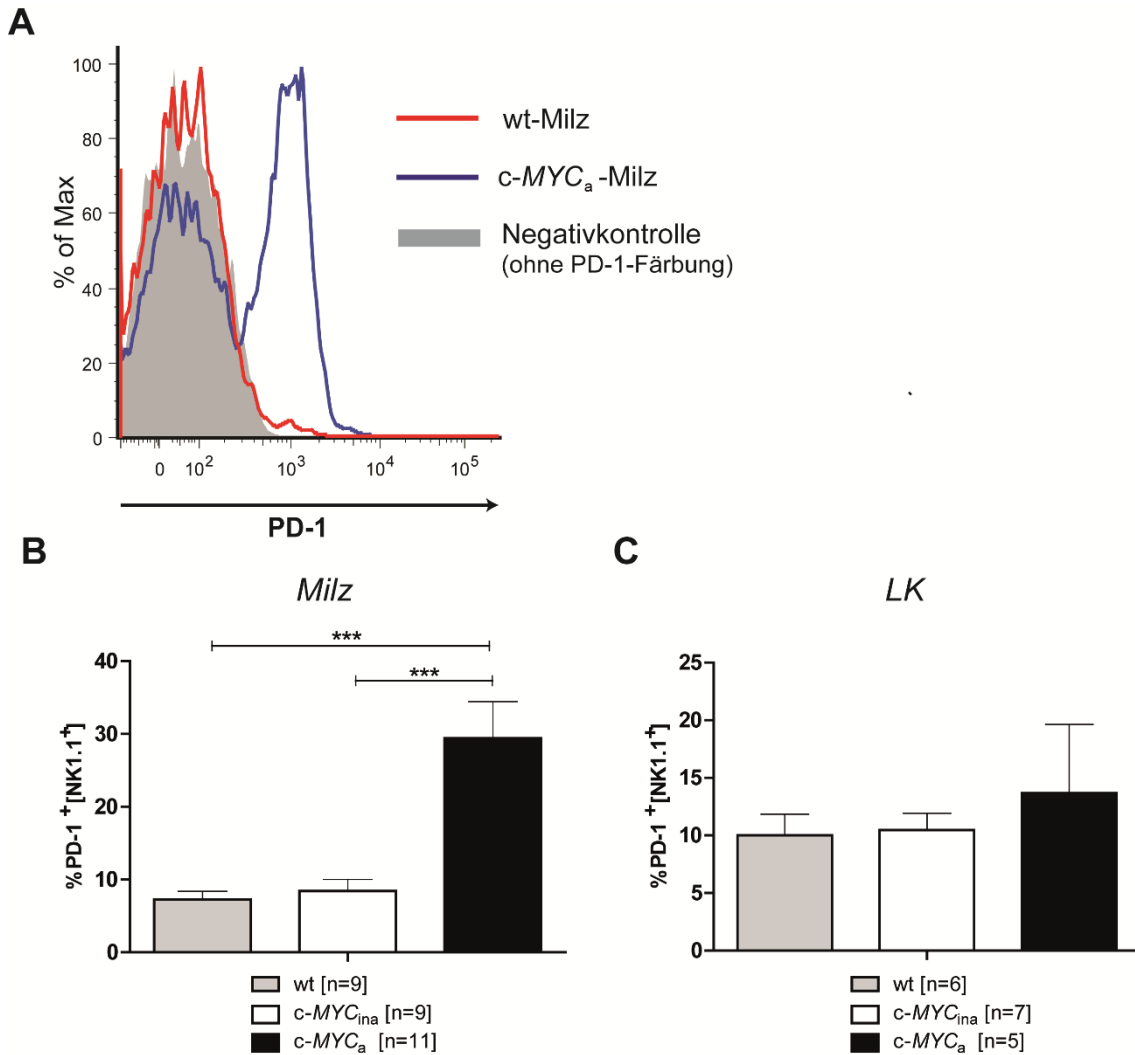 A
% of Max
100
80
60
40
20
0
0 10² 10³ 10⁴ 10⁵
PD-1
wt-Milz
c-MYCₐ -Milz
Negativkontrolle
(ohne PD-1-Färbung)
B
Milz
***
***
%PD-1 +[NK1.1+]
40
30
20
10
0
wt [n=9]
c-MYCina [n=9]
c-MYCa [n=11]
C
LK
%PD-1 +[NK1.1+]
25
20
15
10
5
0
wt [n=6]
c-MYCina [n=7]
c-MYCa [n=5]